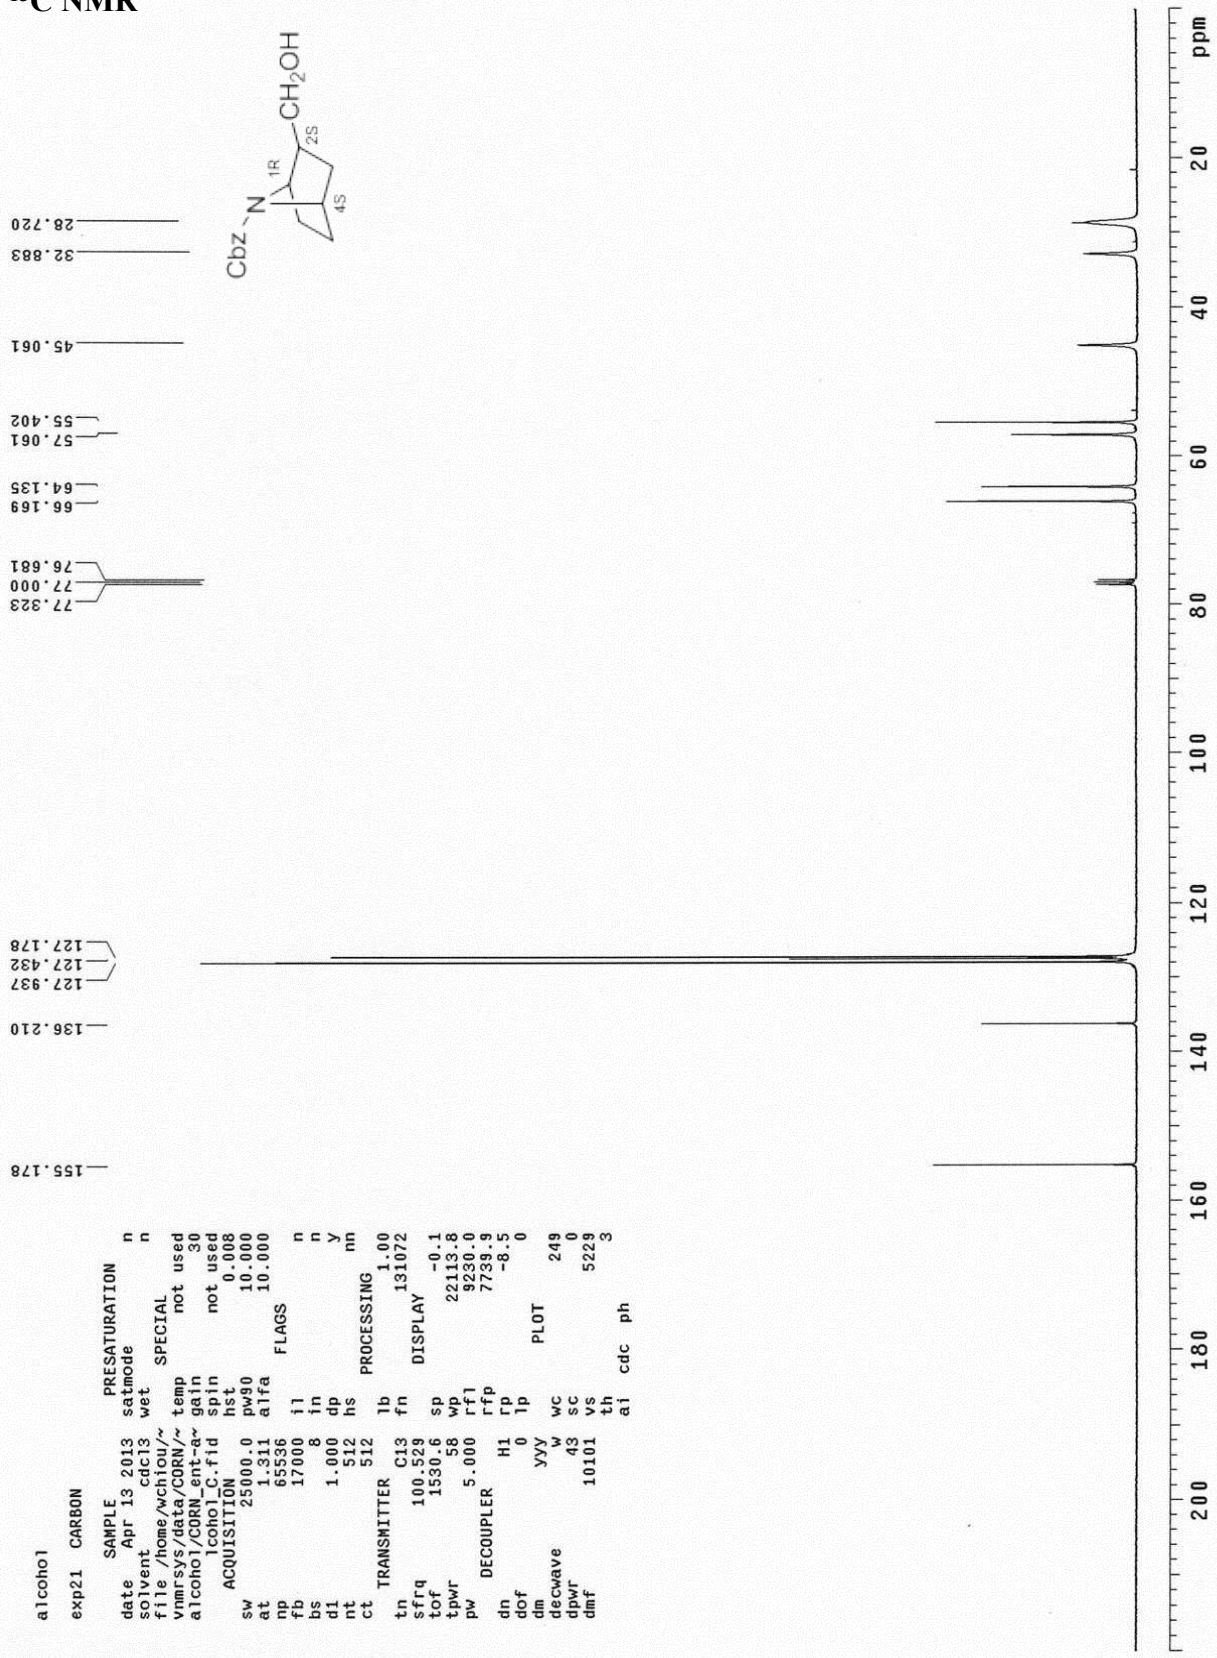 ¹³C NMR
alcohol
exp21 CARBON
SAMPLE
date Apr 13 2013
solvent cdcl3
file /home/wchiou/~
vnmrsys/data/CORN/~
alcohol/CORN_ent-a~
lcohol_C.fid
ACQUISITION
sw 25000.0
at 1.311
np 65536
fb 17000
bs 8
d1 1.000
nt 512
ct 512
TRANSMITTER
tn C13
sfrq 100.529
tof 1530.6
tpwr 58
pw 5.000
DECOUPLER
dn H1
dof 0
dm yyy
decwave w
dpwr 43
dmf 10101
PRESATURATION
satmode n
wet n
SPECIAL
temp not used
gain 30
spin not used
hst 0.008
pw90 10.000
alfa 10.000
FLAGS
il n
in n
dp y
hs nn
PROCESSING
lb 1.00
fn 131072
DISPLAY
sp -0.1
wp 22113.8
rfl 9230.0
rfp 7739.9
rp -8.5
lp 0
PLOT
wc 249
sc 0
vs 5229
th 3
ai cdc ph
155.178
136.210
127.937
127.432
127.178
77.323
77.000
76.681
66.169
64.135
57.061
55.402
45.061
32.883
28.720
Cbz
N
1R
CH₂OH
2S
4S
200 180 160 140 120 100 80 60 40 20 ppm